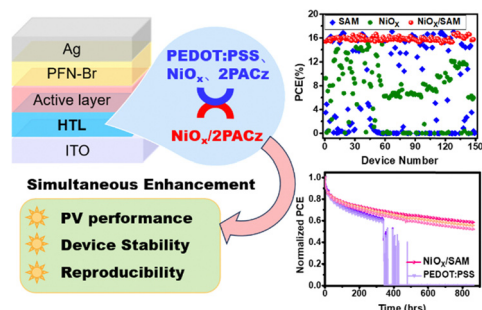 Ag
PFN-Br
Active layer
HTL
ITO
PEDOT:PSS、
NiOx、2PACz
NiOx/2PACz
Simultaneous Enhancement
PV performance
Device Stability
Reproducibility
SAM NiOx NiOx/SAM
PCE(%)
20
16
12
8
4
0
0 30 60 90 120 150
Device Number
Normalized PCE
1.0
0.8
0.6
0.4
0.2
0.0
NiOx/SAM
PEDOT:PSS
0 200 400 600 800
Time (hrs)